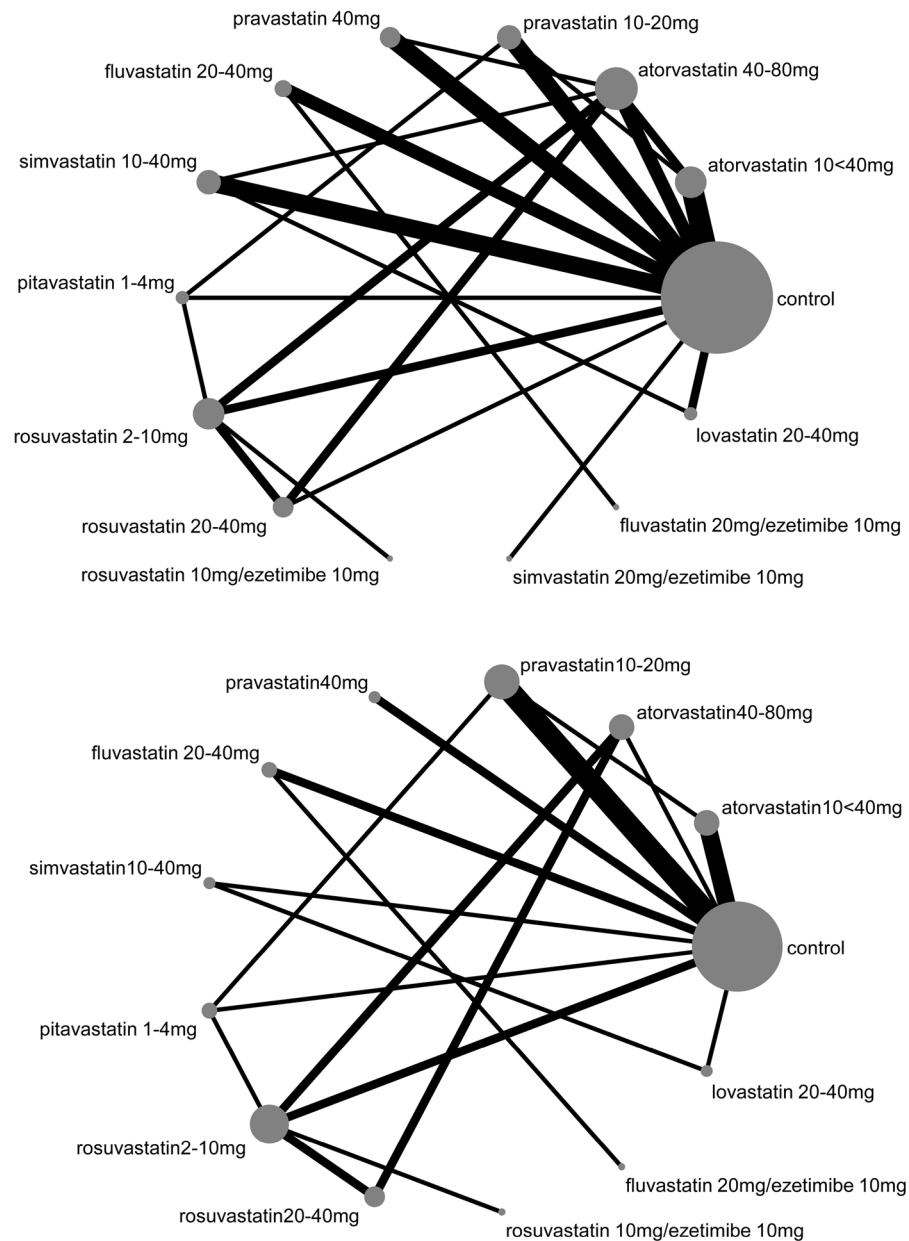 pravastatin 40mg
pravastatin 10-20mg
fluvastatin 20-40mg
atorvastatin 40-80mg
simvastatin 10-40mg
atorvastatin 10<40mg
pitavastatin 1-4mg
control
rosuvastatin 2-10mg
lovastatin 20-40mg
rosuvastatin 20-40mg
fluvastatin 20mg/ezetimibe 10mg
rosuvastatin 10mg/ezetimibe 10mg
simvastatin 20mg/ezetimibe 10mg
pravastatin10-20mg
pravastatin40mg
atorvastatin40-80mg
fluvastatin 20-40mg
atorvastatin10<40mg
simvastatin10-40mg
control
pitavastatin 1-4mg
lovastatin 20-40mg
rosuvastatin2-10mg
fluvastatin 20mg/ezetimibe 10mg
rosuvastatin20-40mg
rosuvastatin 10mg/ezetimibe 10mg